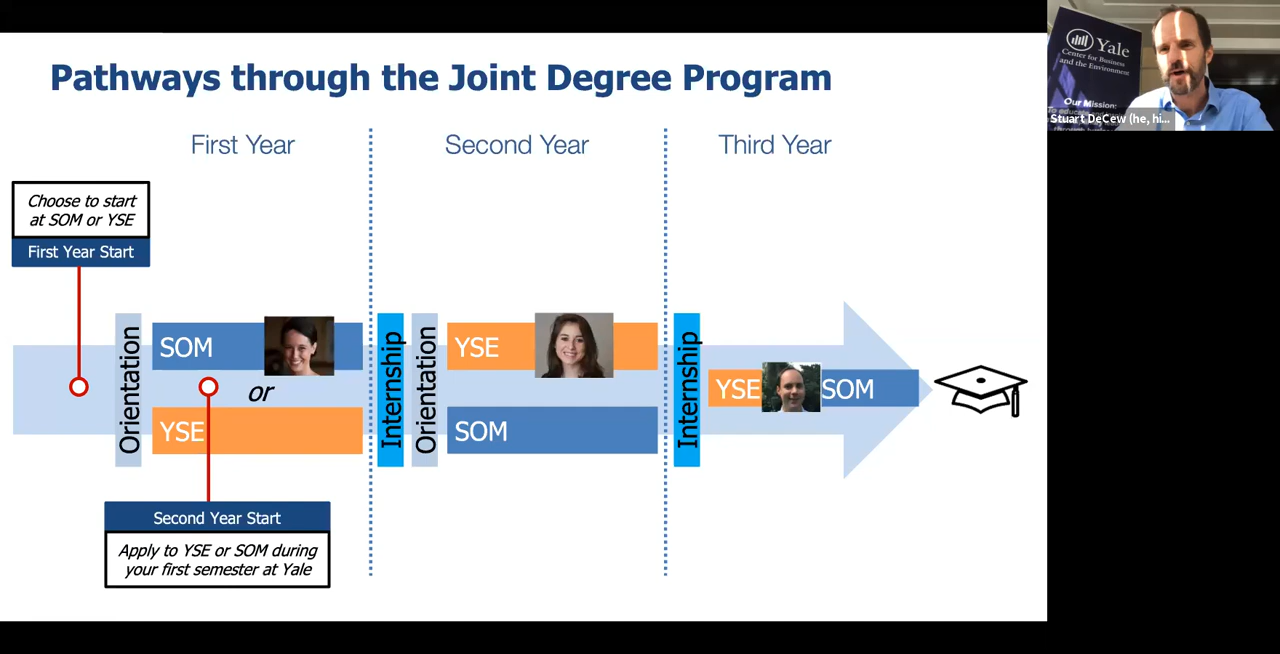 Pathways through the Joint Degree Program
First Year
Second Year
Third Year
Choose to start
at SOM or YSE
First Year Start
Orientation
SOM
or
YSE
Internship
Orientation
YSE
SOM
Internship
YSE
SOM
Second Year Start
Apply to YSE or SOM during
your first semester at Yale
Yale
Center for Business
and the Environment
Our Mission:
To educate
through
Stuart DeCew (he, hi...